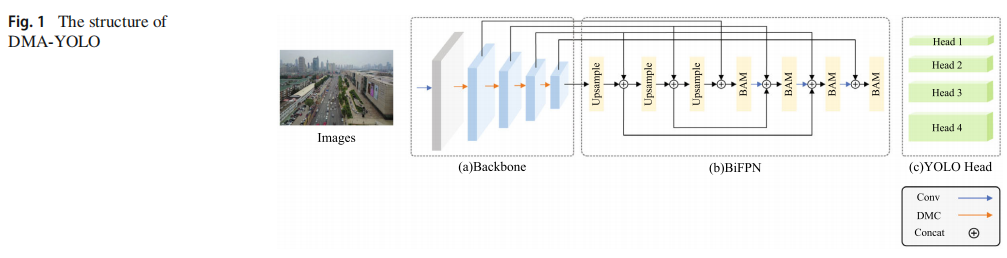 Fig. 1 The structure of
DMA-YOLO
Images
Upsample
Upsample
Upsample
BAM
BAM
BAM
BAM
(a)Backbone
(b)BiFPN
Head 1
Head 2
Head 3
Head 4
(c)YOLO Head
Conv
DMC
Concat